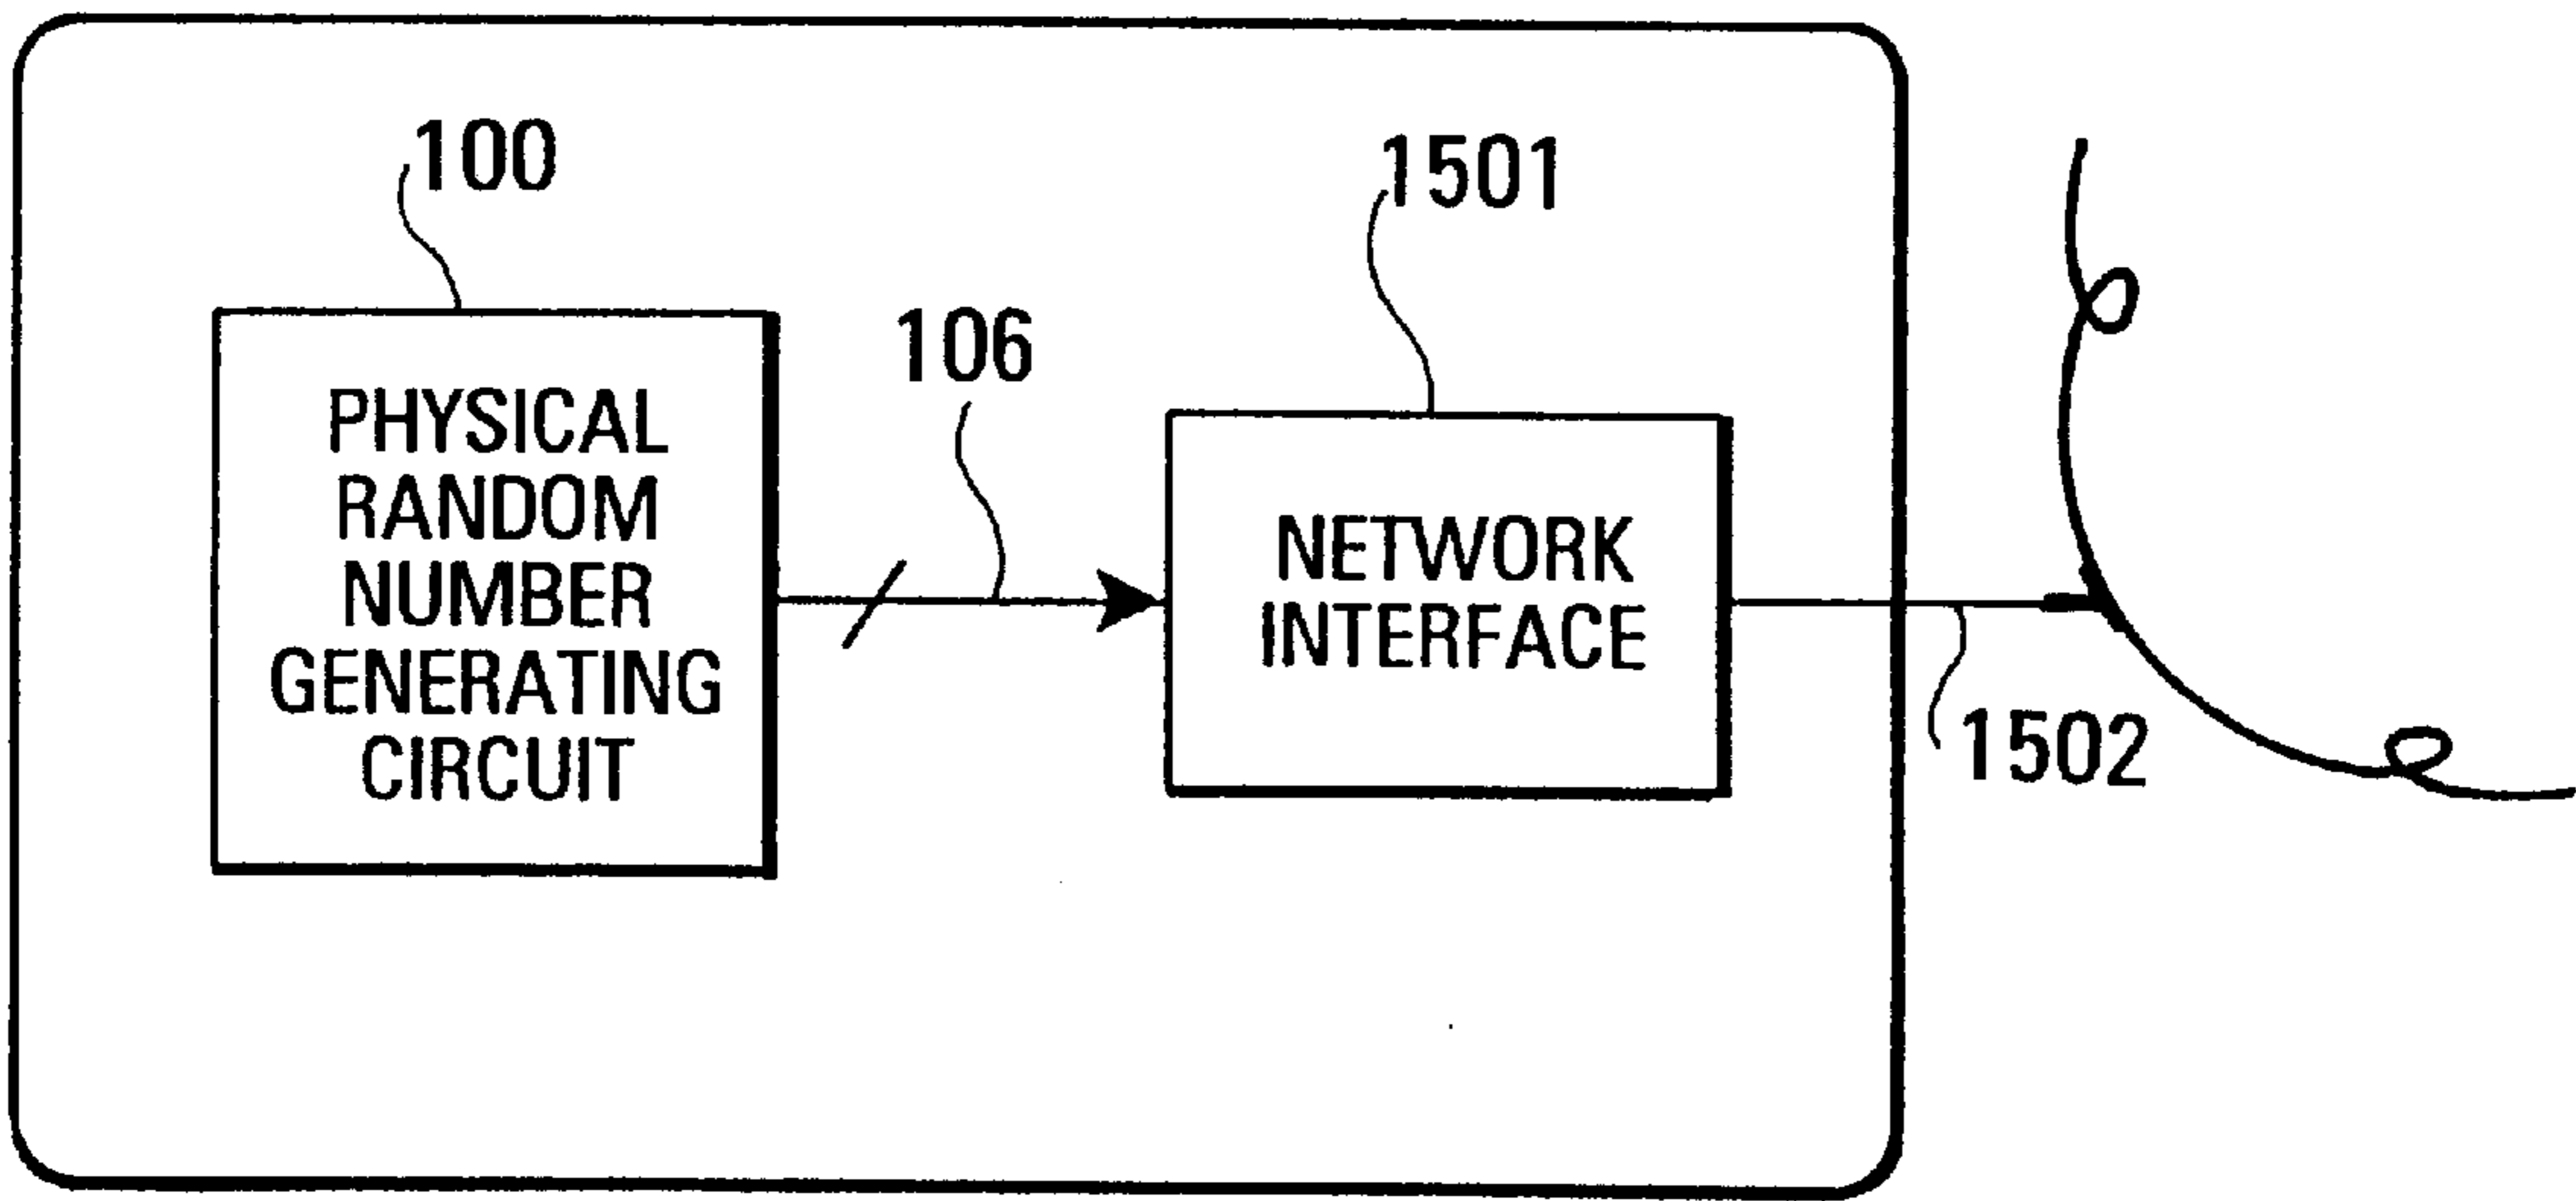 100
1501
106
PHYSICAL
RANDOM
NUMBER
GENERATING
CIRCUIT
NETWORK
INTERFACE
1502